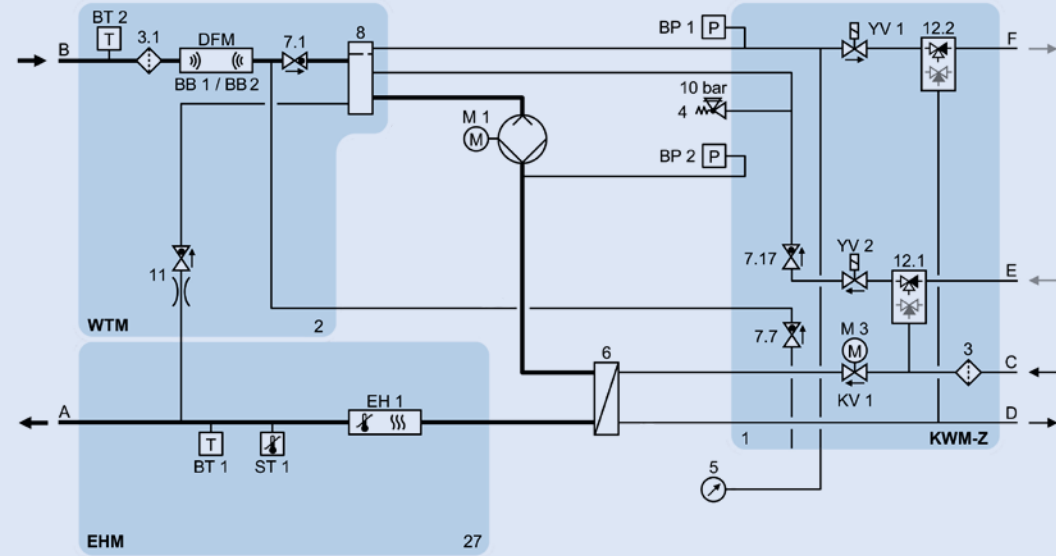 BT 2
T
3.1
DFM
7.1
8
BP 1
P
YV 1
12.2
B
F
BB 1 / BB 2
10 bar
4
M 1
M
BP 2
P
11
7.17
YV 2
12.1
E
WTM
2
7.7
M 3
M
3
6
C
KV 1
A
EH 1
D
T
BT 1
ST 1
1
KWM-Z
5
EHM
27